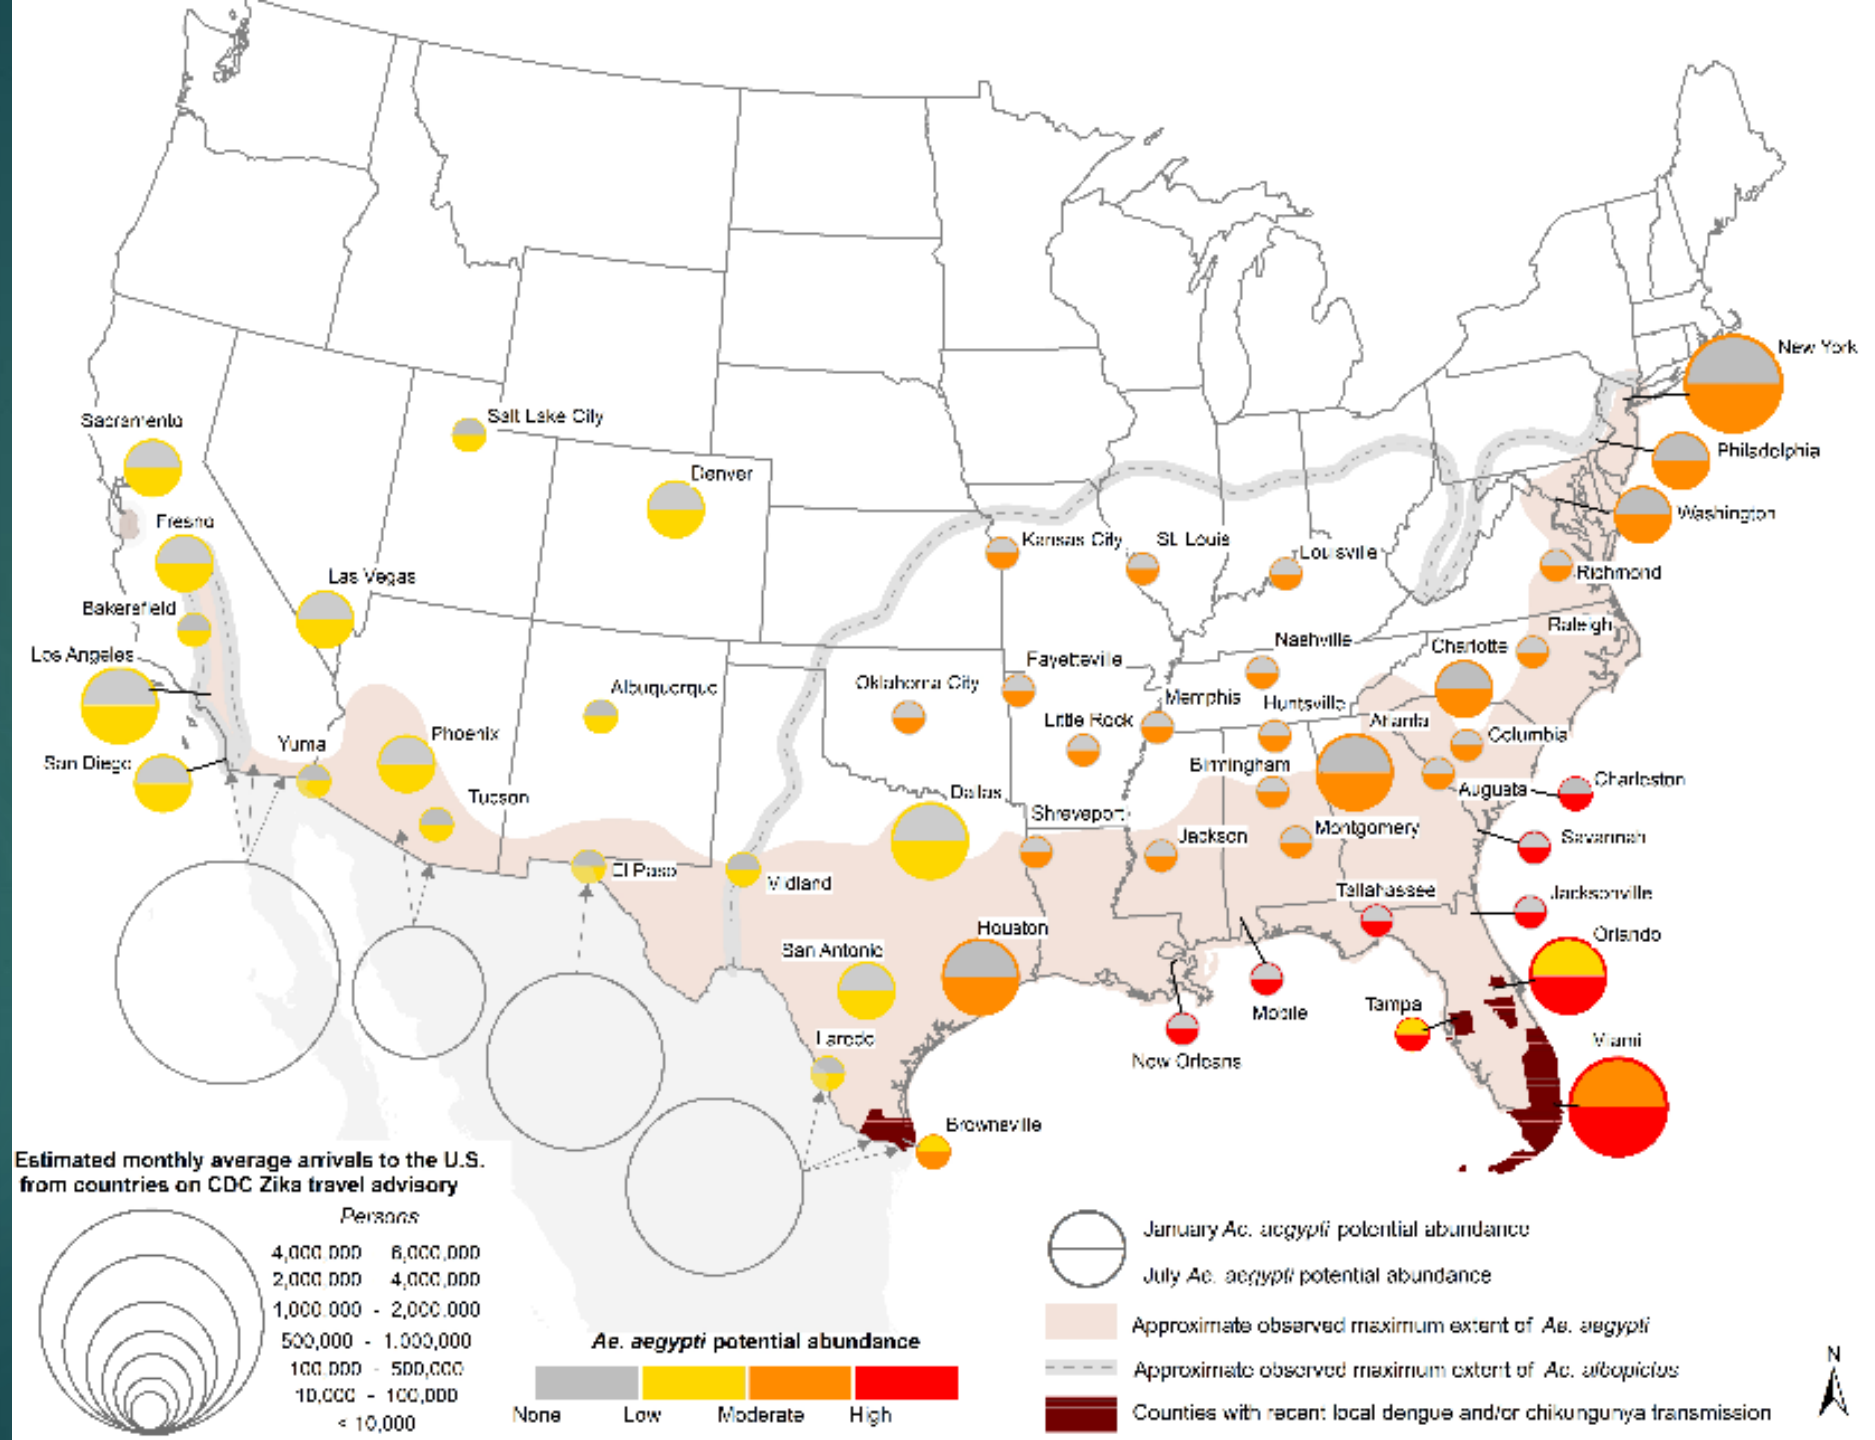 New York
Philadelphia
Washington
Richmond
Raleigh
Charlotte
Columbia
Augusta
Charleston
Savannah
Jacksonville
Orlando
Miami
Tampa
Tallahassee
Mobile
New Orleans
Montgomery
Birmingham
Atlanta
Huntsville
Nashville
Memphis
Jackson
Shreveport
Little Rock
Fayetteville
Louisville
St. Louis
Kansas City
Oklahoma City
Dallas
Houston
San Antonio
Laredo
Brownsville
Midland
El Paso
Albuquerque
Denver
Salt Lake City
Las Vegas
Phoenix
Tucson
Yuma
San Diego
Los Angeles
Bakersfield
Fresno
Sacramento
Estimated monthly average arrivals to the U.S.
from countries on CDC Zika travel advisory
Persons
4,000,000 6,000,000
2,000,000 4,000,000
1,000,000 - 2,000,000
500,000 - 1,000,000
100,000 - 500,000
10,000 - 100,000
< 10,000
Ae. aegypti potential abundance
None Low Moderate High
January Ae. aegypti potential abundance
July Ae. aegypti potential abundance
Approximate observed maximum extent of Ae. aegypti
Approximate observed maximum extent of Ae. albopictus
Counties with recent local dengue and/or chikungunya transmission
N